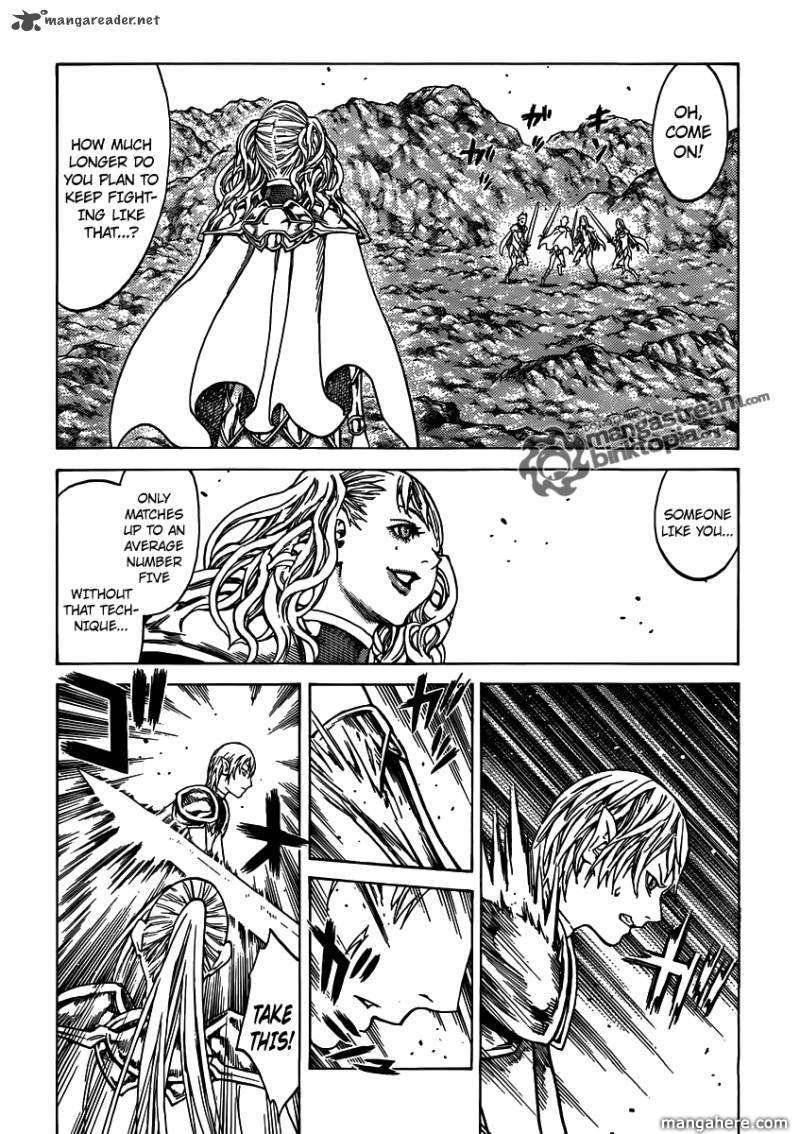 mangareader.net
OH,
COME
ON!
HOW MUCH
LONGER DO
YOU PLAN TO
KEEP FIGHT-
ING LIKE
THAT...?
mangastream.com
binktopia
SOMEONE
LIKE YOU...
ONLY
MATCHES
UP TO AN
AVERAGE
NUMBER
FIVE
WITHOUT
THAT TECH-
NIQUE...
TAKE
THIS!
mangahere.com